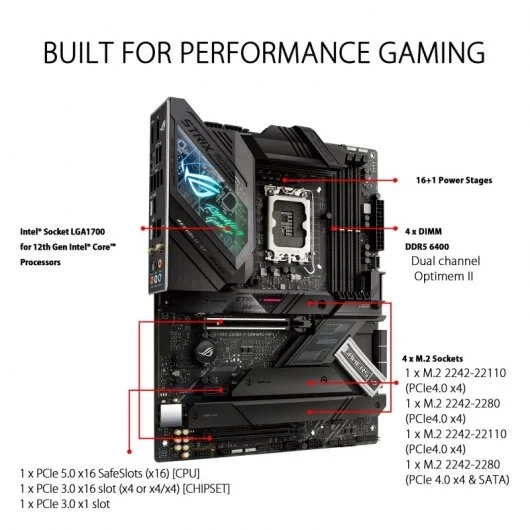 BUILT FOR PERFORMANCE GAMING
STRIX
16+1 Power Stages
Intel® Socket LGA1700
for 12th Gen Intel® Core™
Processors
4 x DIMM
DDR5 6400
Dual channel
Optimem II
4 x M.2 Sockets
1 x M.2 2242-22110
(PCIe4.0 x4)
1 x M.2 2242-2280
(PCIe4.0 x4)
1 x M.2 2242-22110
(PCIe4.0 x4)
1 x M.2 2242-2280
(PCIe 4.0 x4 & SATA)
1 x PCIe 5.0 x16 SafeSlots (x16) [CPU]
1 x PCIe 3.0 x16 slot (x4 or x4/x4) [CHIPSET]
1 x PCIe 3.0 x1 slot